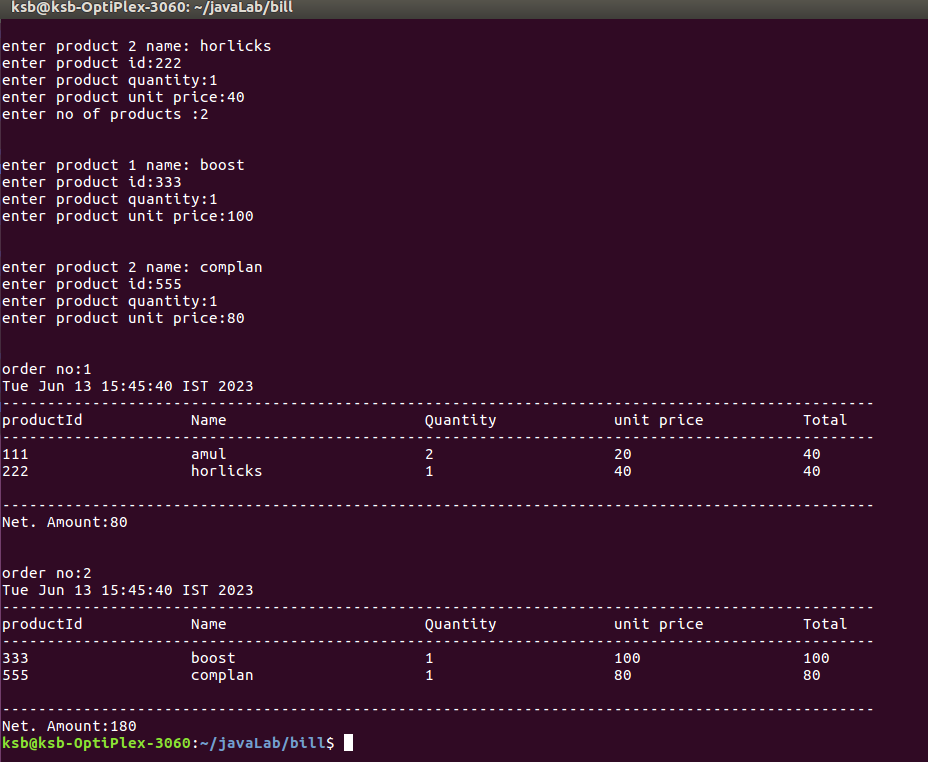 ksb@ksb-OptiPlex-3060: ~/javaLab/bill
enter product 2 name: horlicks
enter product id:222
enter product quantity:1
enter product unit price:40
enter no of products :2
enter product 1 name: boost
enter product id:333
enter product quantity:1
enter product unit price:100
enter product 2 name: complan
enter product id:555
enter product quantity:1
enter product unit price:80
order no:1
Tue Jun 13 15:45:40 IST 2023
-------------------------------------------------------------------------------------------------
productId            Name                      Quantity             unit price           Total
-------------------------------------------------------------------------------------------------
111                  amul                      2                    20                   40
222                  horlicks                  1                    40                   40
-------------------------------------------------------------------------------------------------
Net. Amount:80
order no:2
Tue Jun 13 15:45:40 IST 2023
-------------------------------------------------------------------------------------------------
productId            Name                      Quantity             unit price           Total
-------------------------------------------------------------------------------------------------
333                  boost                     1                    100                  100
555                  complan                   1                    80                   80
-------------------------------------------------------------------------------------------------
Net. Amount:180
ksb@ksb-OptiPlex-3060:~/javaLab/bill$